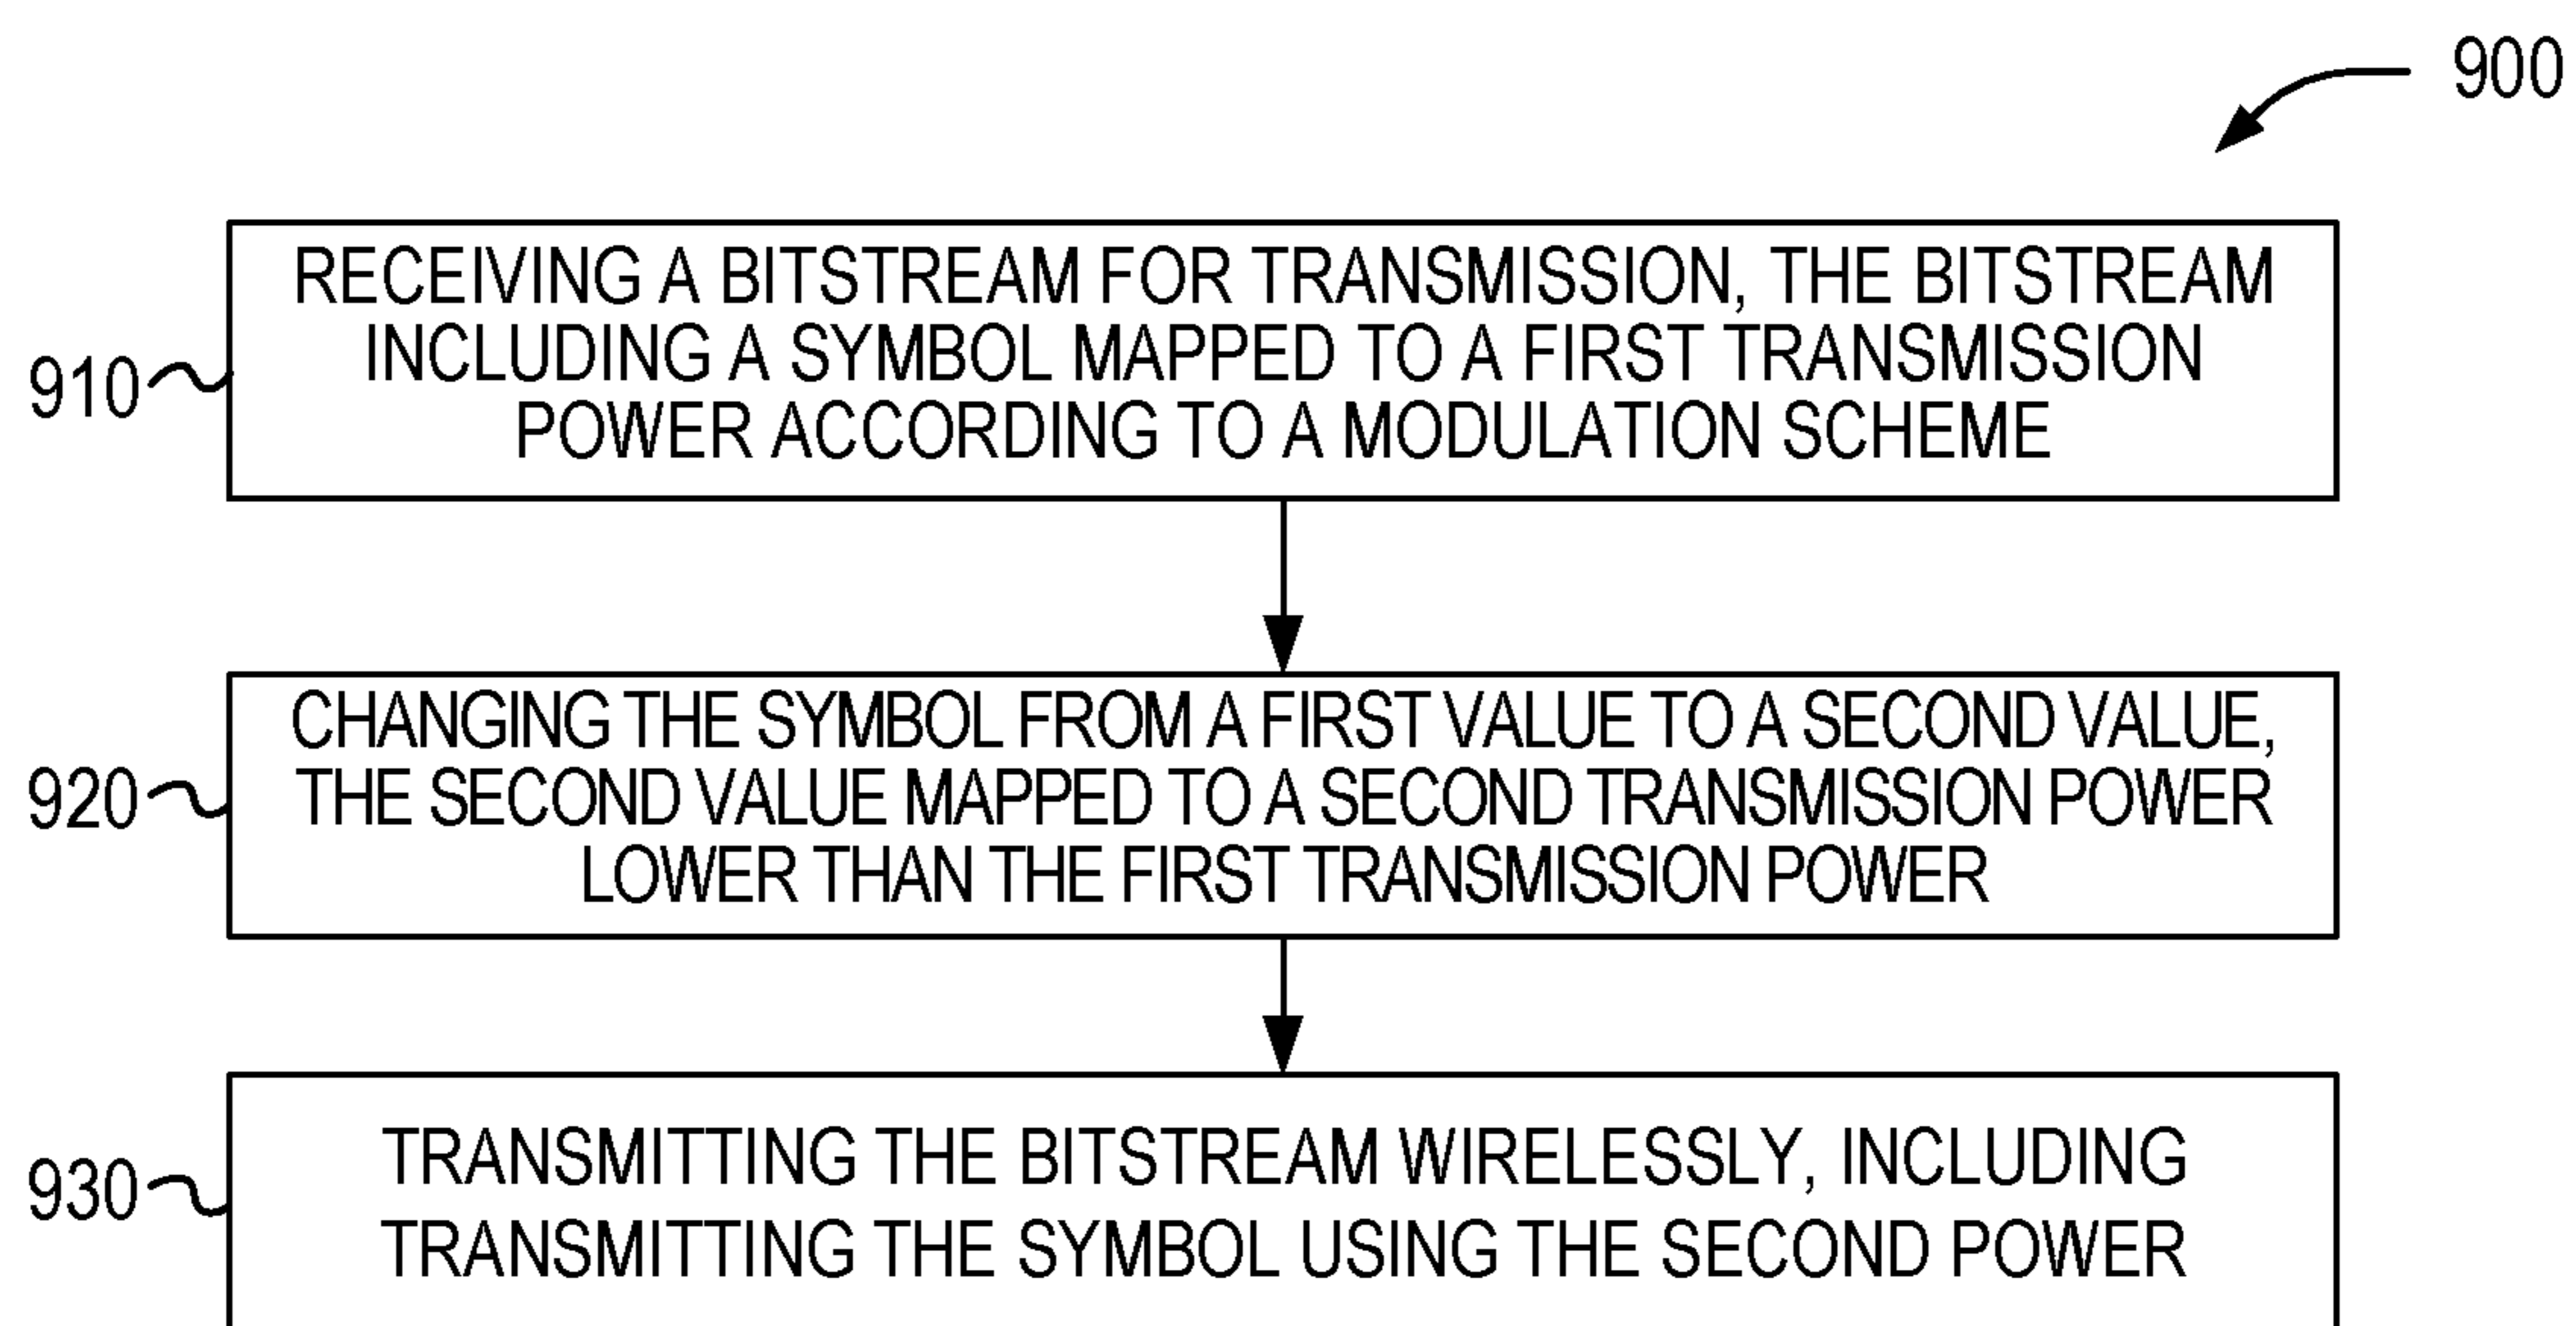 900
RECEIVING A BITSTREAM FOR TRANSMISSION, THE BITSTREAM
INCLUDING A SYMBOL MAPPED TO A FIRST TRANSMISSION
POWER ACCORDING TO A MODULATION SCHEME
910
CHANGING THE SYMBOL FROM A FIRST VALUE TO A SECOND VALUE,
THE SECOND VALUE MAPPED TO A SECOND TRANSMISSION POWER
LOWER THAN THE FIRST TRANSMISSION POWER
920
TRANSMITTING THE BITSTREAM WIRELESSLY, INCLUDING
TRANSMITTING THE SYMBOL USING THE SECOND POWER
930